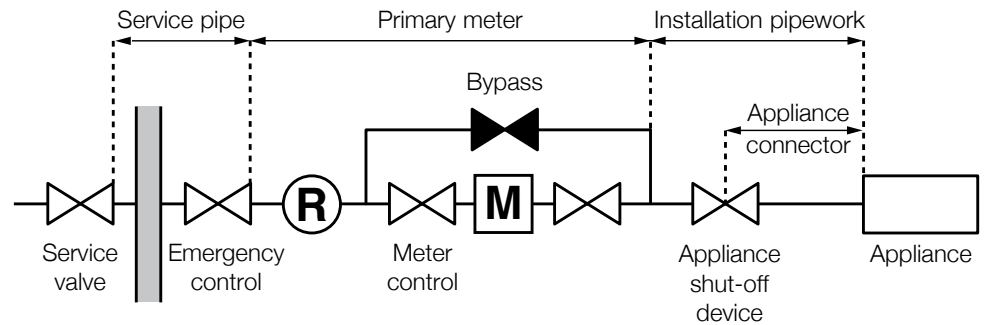 Service pipe
Primary meter
Installation pipework
Bypass
Appliance
connector
R
M
Service
valve
Emergency
control
Meter
control
Appliance
shut-off
device
Appliance